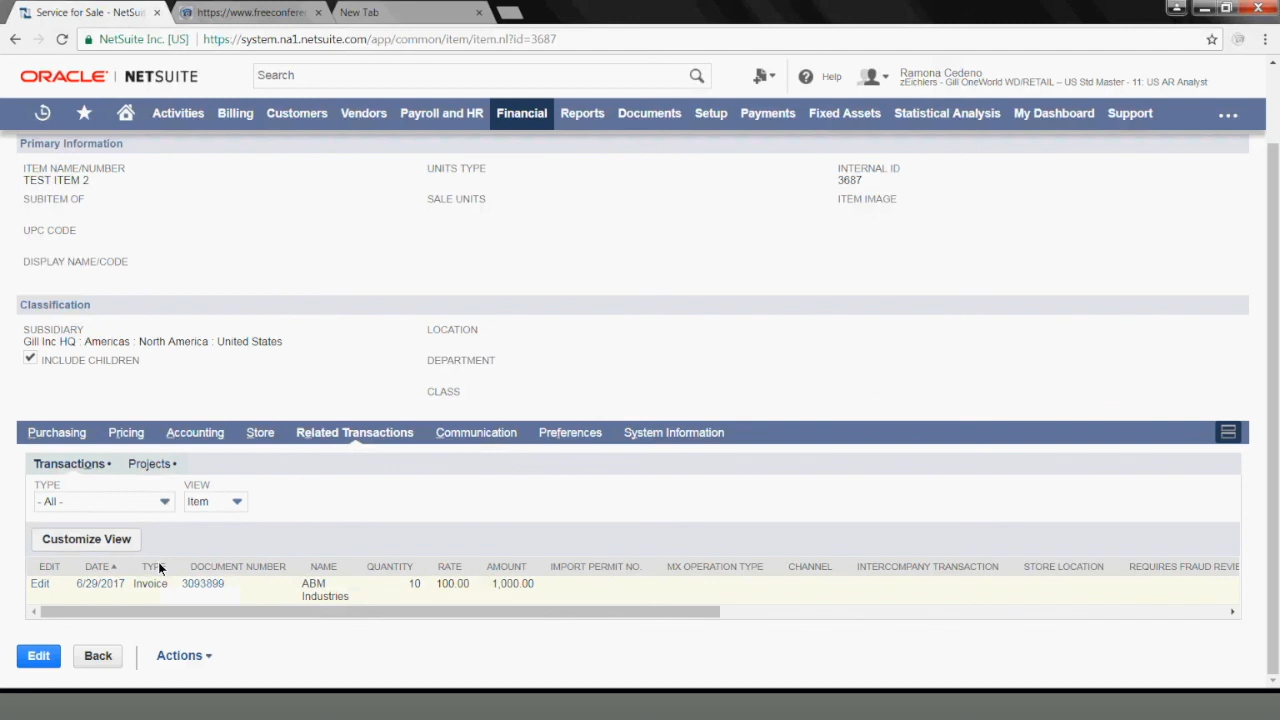 Service for Sale - NetSui
https://www.freeconferen
New Tab
NetSuite Inc. [US]
https://system.na1.netsuite.com/app/common/item/item.nl?id=3687
ORACLE | NETSUITE
Search
Help
Ramona Cedeno
zEichlers - Gill OneWorld WD/RETAIL – US Std Master - 11: US AR Analyst
Activities Billing Customers Vendors Payroll and HR Financial Reports Documents Setup Payments Fixed Assets Statistical Analysis My Dashboard Support
Primary Information
ITEM NAME/NUMBER
TEST ITEM 2
SUBITEM OF
UPC CODE
DISPLAY NAME/CODE
UNITS TYPE
SALE UNITS
INTERNAL ID
3687
ITEM IMAGE
Classification
SUBSIDIARY
Gill Inc HQ : Americas : North America : United States
INCLUDE CHILDREN
LOCATION
DEPARTMENT
CLASS
Purchasing Pricing Accounting Store Related Transactions Communication Preferences System Information
Transactions • Projects •
TYPE VIEW
- All - Item
Customize View
EDIT DATE TYPE DOCUMENT NUMBER NAME QUANTITY RATE AMOUNT IMPORT PERMIT NO. MX OPERATION TYPE CHANNEL INTERCOMPANY TRANSACTION STORE LOCATION REQUIRES FRAUD REVIE
Edit 6/29/2017 Invoice 3093899 ABM 10 100.00 1,000.00
Industries
Edit Back Actions